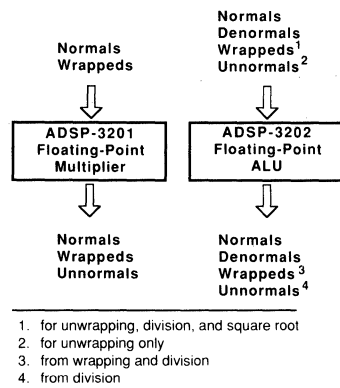 Normals
Wrappeds
ADSP-3201
Floating-Point
Multiplier
Normals
Wrappeds
Unnormals
Normals
Denormals
Wrappeds¹
Unnormals²
ADSP-3202
Floating-Point
ALU
Normals
Denormals
Wrappeds³
Unnormals⁴
1. for unwrapping, division, and square root
2. for unwrapping only
3. from wrapping and division
4. from division